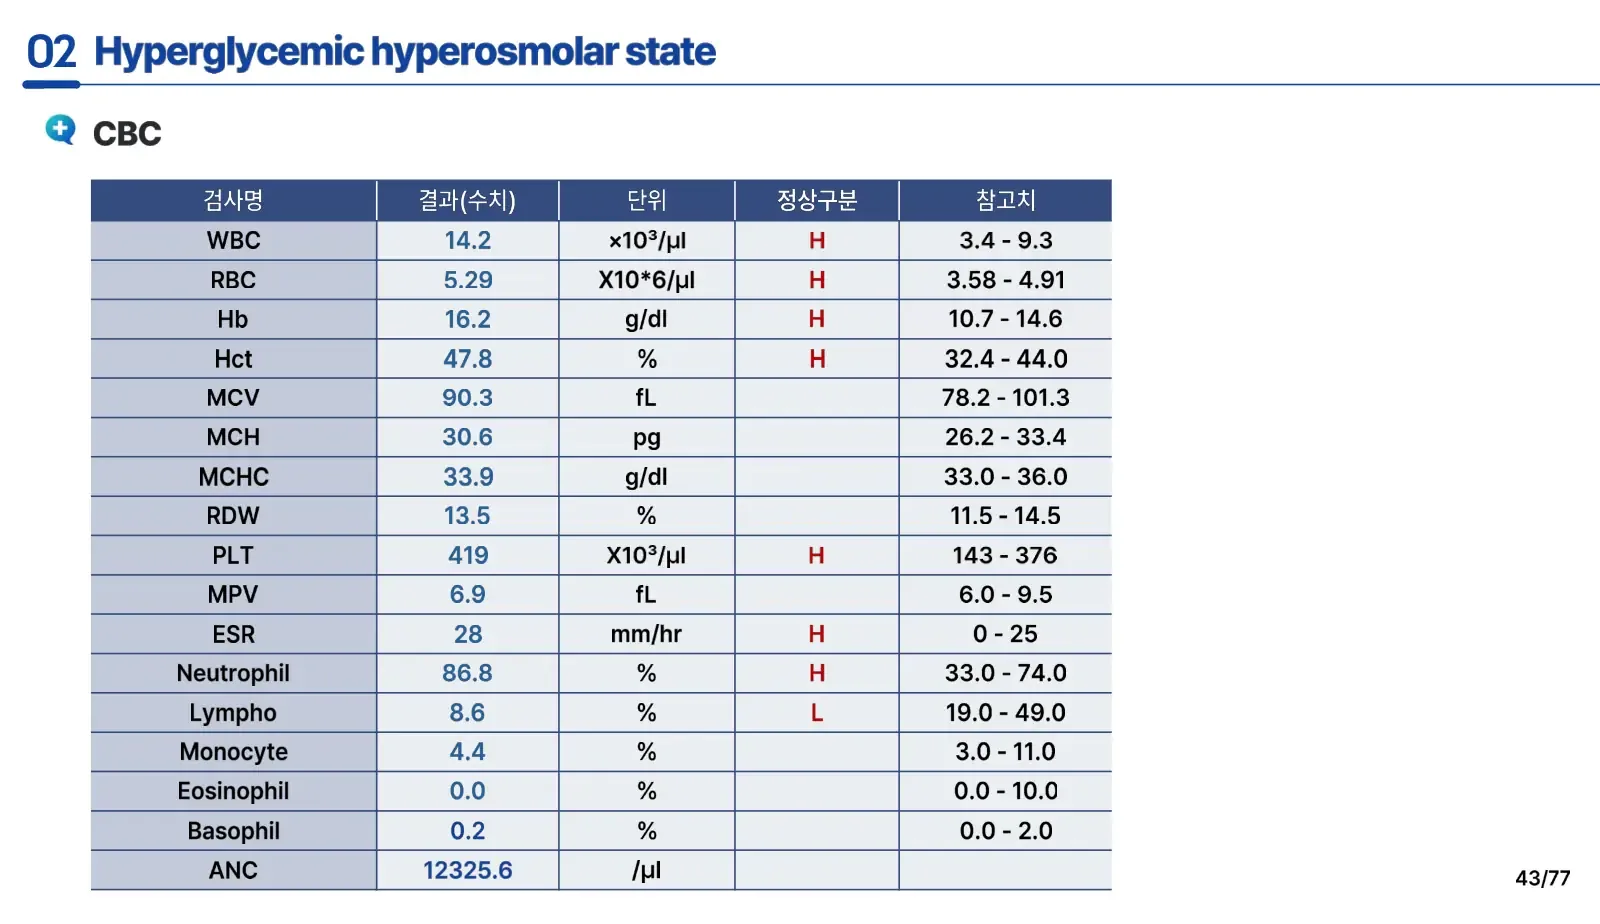 02 Hyperglycemic hyperosmolar state
CBC
검사명 결과(수치) 단위 정상구분 참고치
WBC 14.2 ×10³/μl H 3.4 - 9.3
RBC 5.29 X10*6/μl H 3.58 - 4.91
Hb 16.2 g/dl H 10.7 - 14.6
Hct 47.8 % H 32.4 - 44.0
MCV 90.3 fL 78.2 - 101.3
MCH 30.6 pg 26.2 - 33.4
MCHC 33.9 g/dl 33.0 - 36.0
RDW 13.5 % 11.5 - 14.5
PLT 419 X10³/μl H 143 - 376
MPV 6.9 fL 6.0 - 9.5
ESR 28 mm/hr H 0 - 25
Neutrophil 86.8 % H 33.0 - 74.0
Lympho 8.6 % L 19.0 - 49.0
Monocyte 4.4 % 3.0 - 11.0
Eosinophil 0.0 % 0.0 - 10.0
Basophil 0.2 % 0.0 - 2.0
ANC 12325.6 /μl
43/77